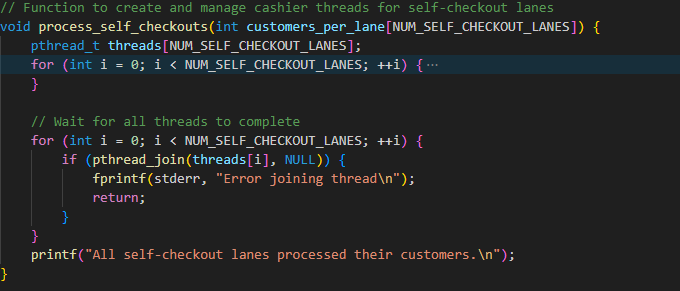 // Function to create and manage cashier threads for self-checkout lanes
void process_self_checkouts(int customers_per_lane[NUM_SELF_CHECKOUT_LANES]) {
    pthread_t threads[NUM_SELF_CHECKOUT_LANES];
    for (int i = 0; i < NUM_SELF_CHECKOUT_LANES; ++i) {···
    }

    // Wait for all threads to complete
    for (int i = 0; i < NUM_SELF_CHECKOUT_LANES; ++i) {
        if (pthread_join(threads[i], NULL)) {
            fprintf(stderr, "Error joining thread\n");
            return;
        }
    }
    printf("All self-checkout lanes processed their customers.\n");
}